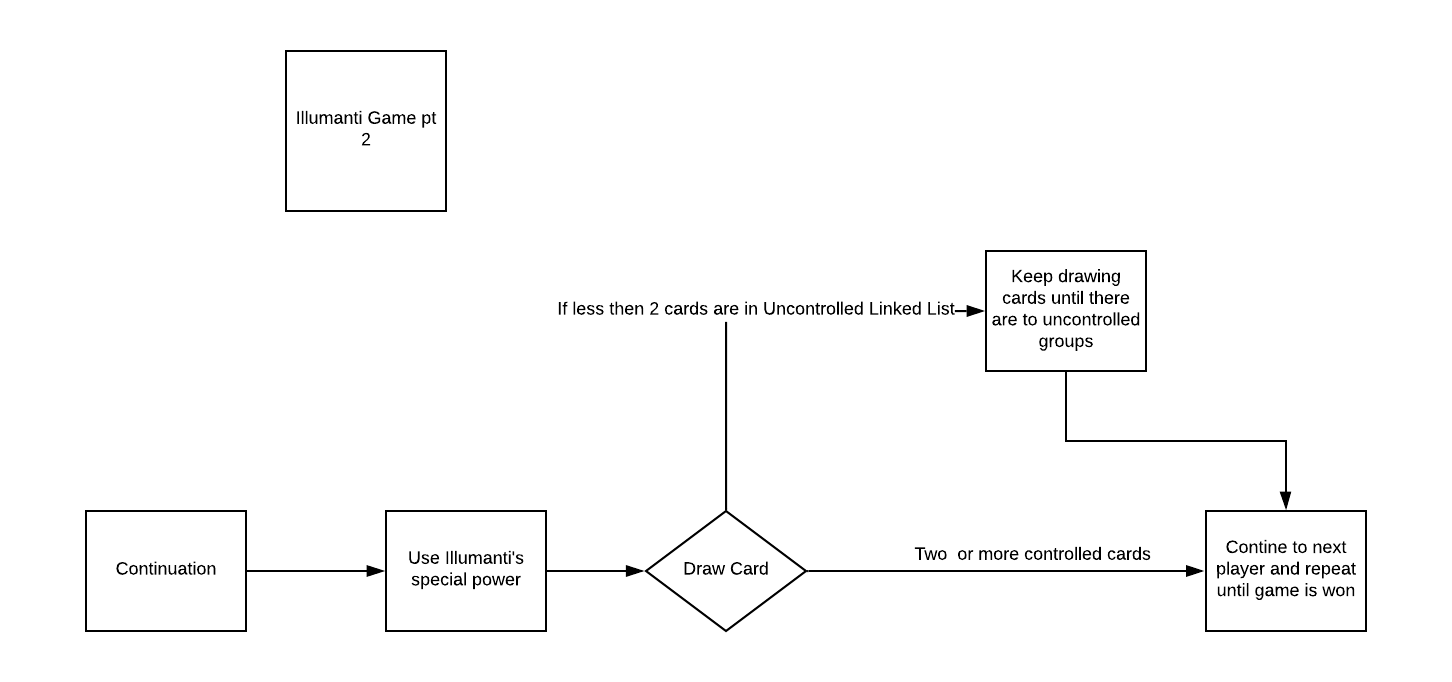 Illumanti Game pt
2
If less then 2 cards are in Uncontrolled Linked List
Keep drawing
cards until there
are to uncontrolled
groups
Continuation
Use Illumanti's
special power
Draw Card
Two  or more controlled cards
Contine to next
player and repeat
until game is won